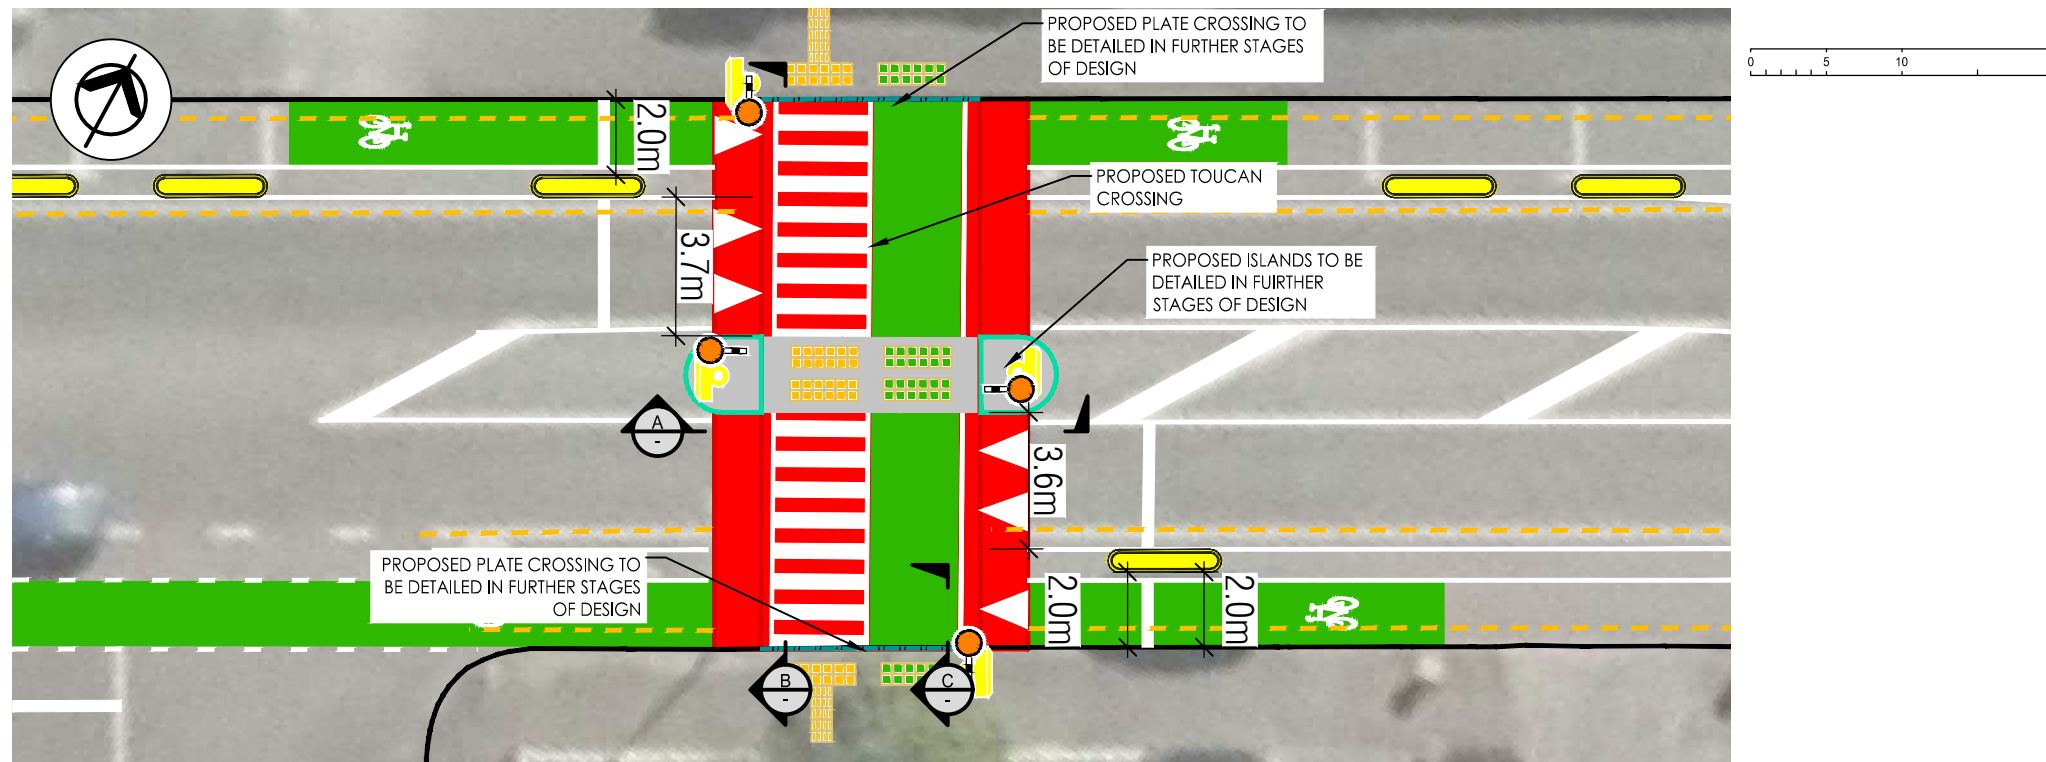 PROPOSED PLATE CROSSING TO
BE DETAILED IN FURTHER STAGES
OF DESIGN
0
5
10
2.0m
PROPOSED TOUCAN
CROSSING
3.7m
PROPOSED ISLANDS TO BE
DETAILED IN FUIRTHER
STAGES OF DESIGN
A
-
3.6m
PROPOSED PLATE CROSSING TO
BE DETAILED IN FURTHER STAGES
OF DESIGN
2.0m
2.0m
B
-
C
-